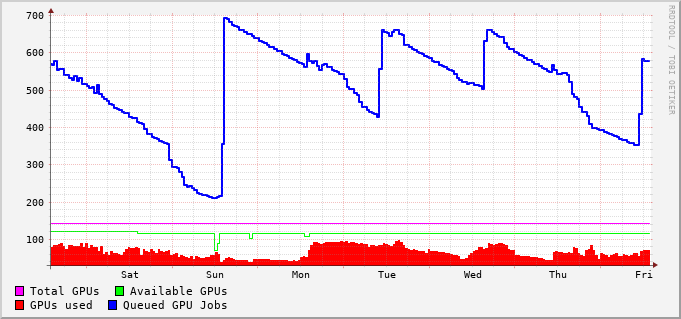 700
600
500
400
300
200
100
Sat Sun Mon Tue Wed Thu Fri
Total GPUs Available GPUs
GPUs used Queued GPU Jobs
RRDTOOL / TOBI OETIKER